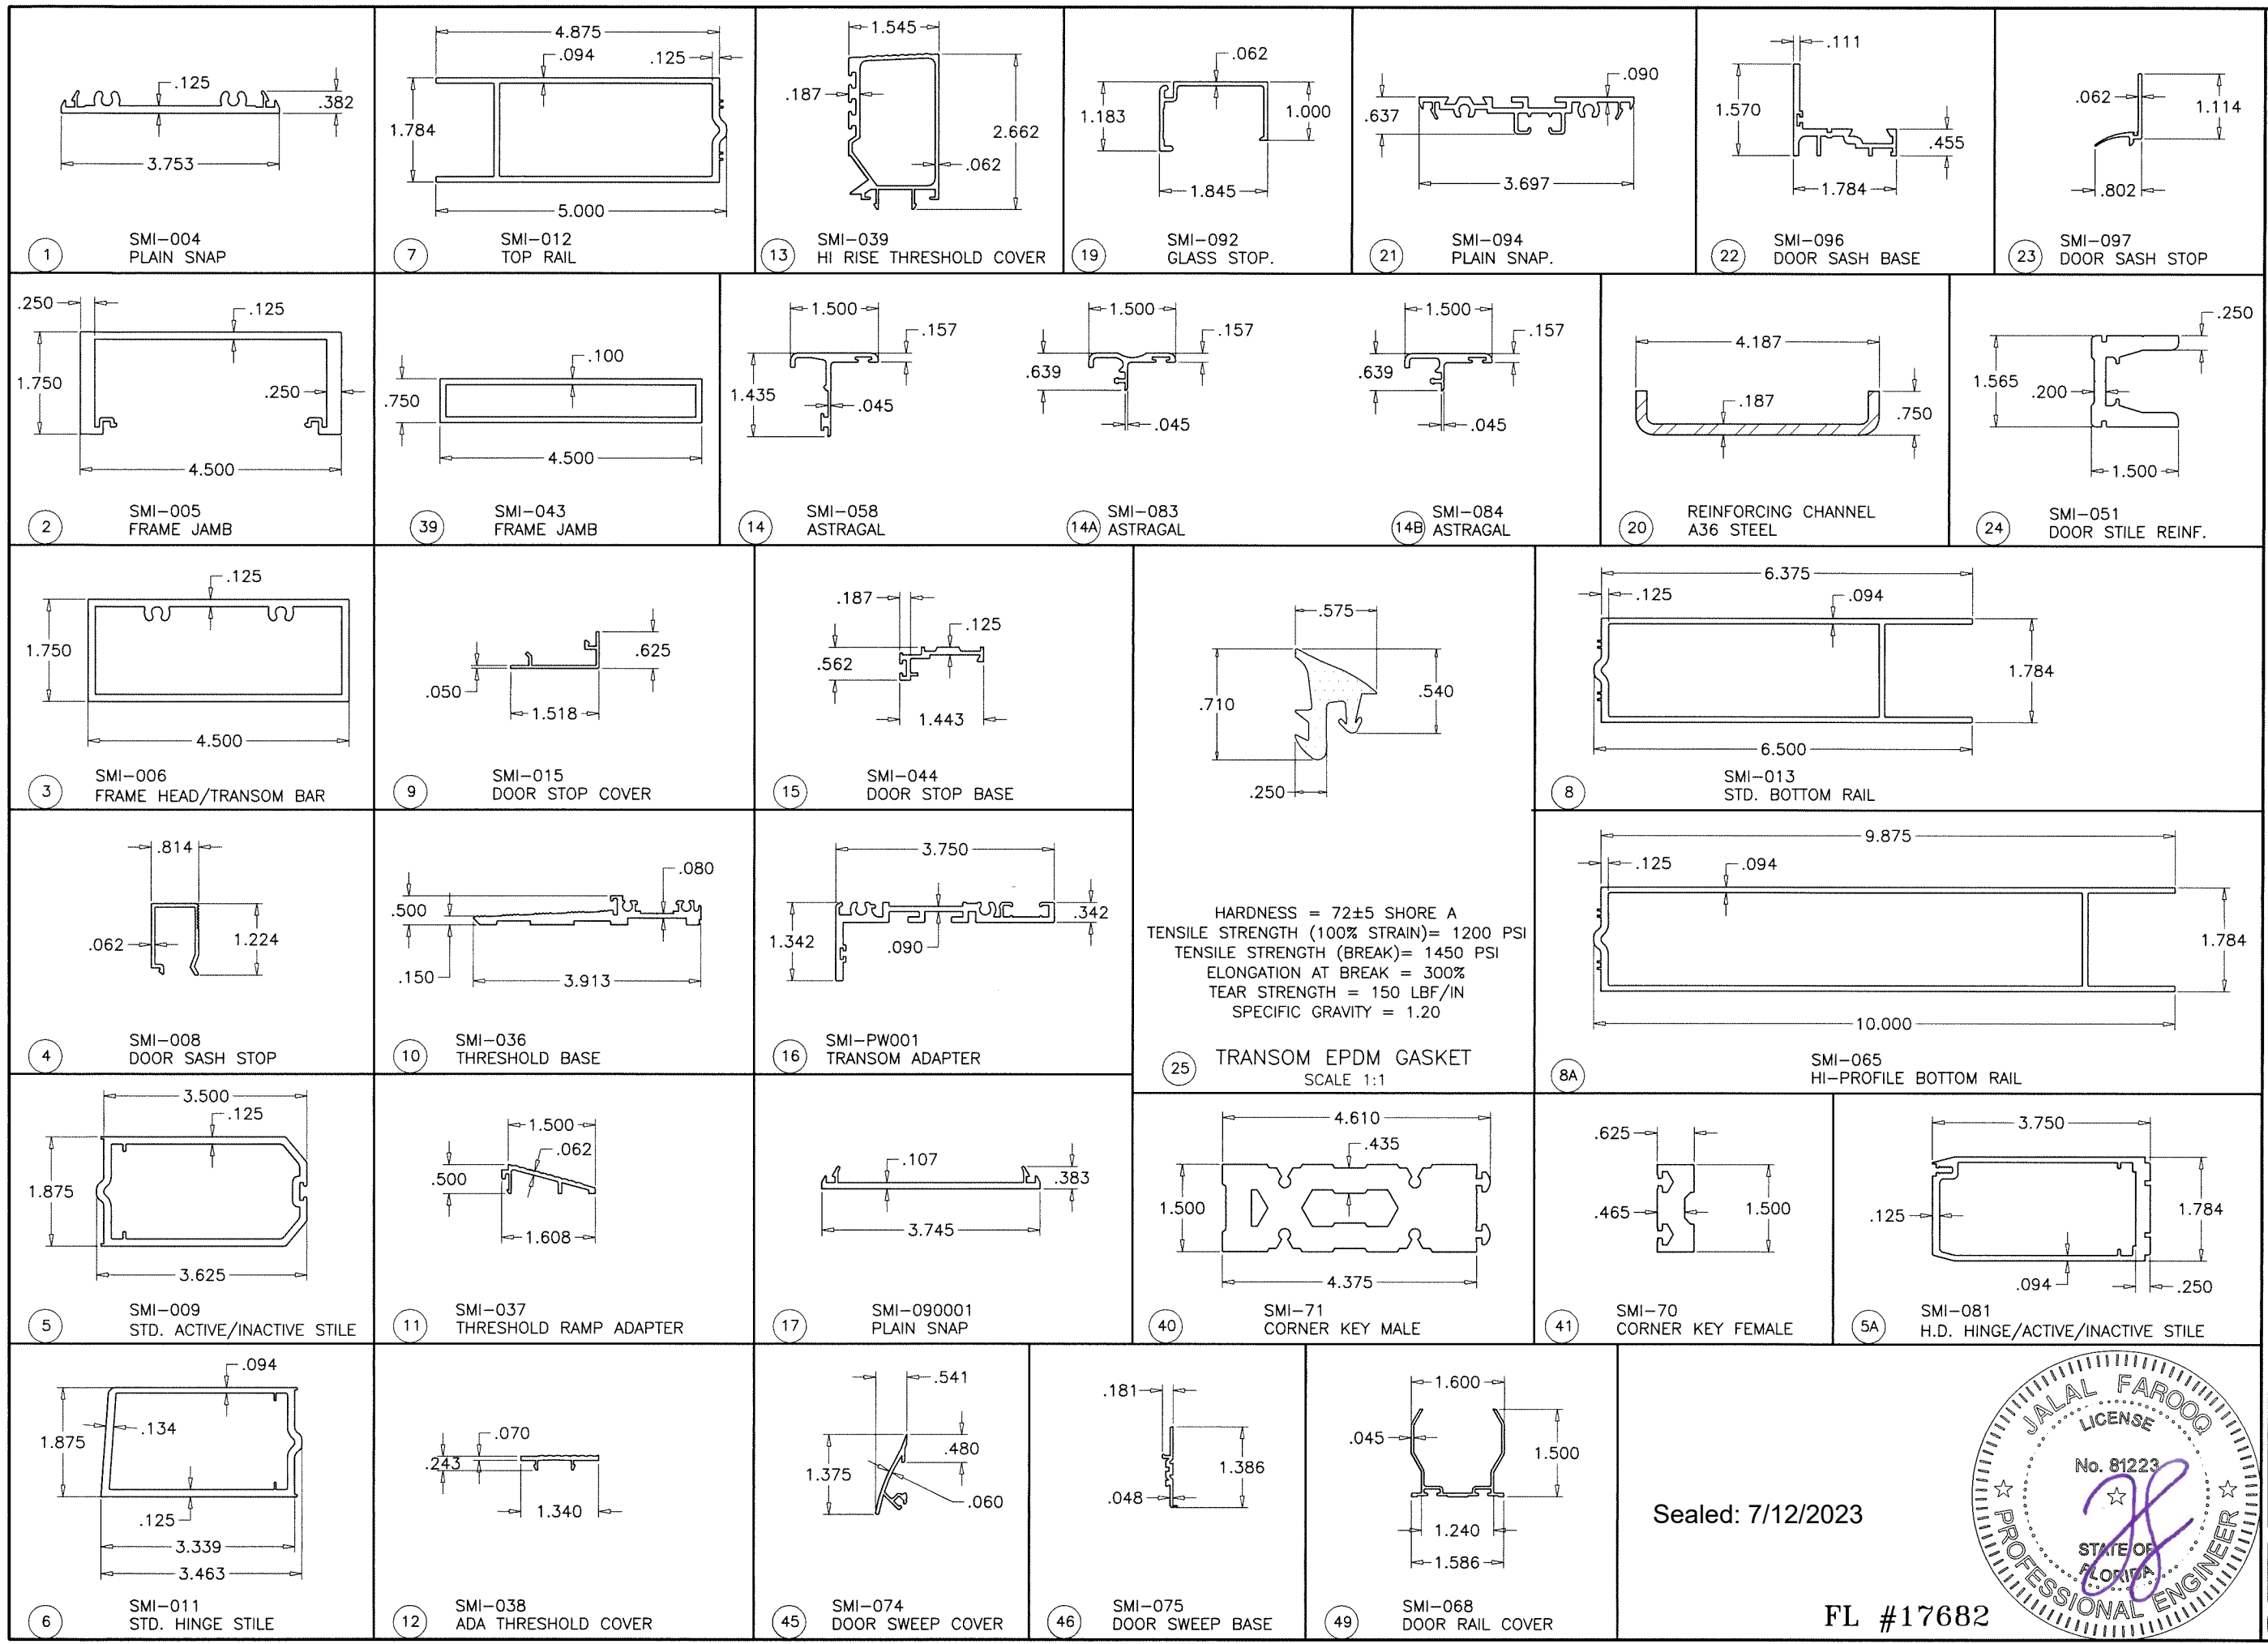 .125
.382
3.753
1
SMI-004
PLAIN SNAP
4.875
.094
.125
1.784
5.000
7
SMI-012
TOP RAIL
1.545
.187
2.662
.062
13
SMI-039
HI RISE THRESHOLD COVER
.062
1.183
1.000
1.845
19
SMI-092
GLASS STOP.
.090
.637
3.697
21
SMI-094
PLAIN SNAP.
.111
1.570
.455
1.784
22
SMI-096
DOOR SASH BASE
.062
1.114
.802
23
SMI-097
DOOR SASH STOP
.250
.125
1.750
.250
4.500
2
SMI-005
FRAME JAMB
.100
.750
4.500
39
SMI-043
FRAME JAMB
1.500
.157
1.435
.045
14
SMI-058
ASTRAGAL
1.500
.157
.639
.045
14A
SMI-083
ASTRAGAL
1.500
.157
.639
.045
14B
SMI-084
ASTRAGAL
4.187
.187
.750
20
REINFORCING CHANNEL
A36 STEEL
.250
1.565
.200
1.500
24
SMI-051
DOOR STILE REINF.
.125
1.750
4.500
3
SMI-006
FRAME HEAD/TRANSOM BAR
.625
.050
1.518
9
SMI-015
DOOR STOP COVER
.187
.125
.562
1.443
15
SMI-044
DOOR STOP BASE
.575
.710
.540
.250
HARDNESS = 72±5 SHORE A
TENSILE STRENGTH (100% STRAIN)= 1200 PSI
TENSILE STRENGTH (BREAK)= 1450 PSI
ELONGATION AT BREAK = 300%
TEAR STRENGTH = 150 LBF/IN
SPECIFIC GRAVITY = 1.20
25
TRANSOM EPDM GASKET
SCALE 1:1
6.375
.125
.094
1.784
6.500
8
SMI-013
STD. BOTTOM RAIL
.814
.062
1.224
4
SMI-008
DOOR SASH STOP
.080
.500
.150
3.913
10
SMI-036
THRESHOLD BASE
3.750
.342
1.342
.090
16
SMI-PW001
TRANSOM ADAPTER
9.875
.125
.094
1.784
10.000
8A
SMI-065
HI-PROFILE BOTTOM RAIL
3.500
.125
1.875
3.625
5
SMI-009
STD. ACTIVE/INACTIVE STILE
1.500
.062
.500
1.608
11
SMI-037
THRESHOLD RAMP ADAPTER
.107
.383
3.745
17
SMI-090001
PLAIN SNAP
4.610
.435
1.500
4.375
40
SMI-71
CORNER KEY MALE
.625
.465
1.500
41
SMI-70
CORNER KEY FEMALE
3.750
.125
1.784
.094
.250
5A
SMI-081
H.D. HINGE/ACTIVE/INACTIVE STILE
.094
.134
1.875
.125
3.339
3.463
6
SMI-011
STD. HINGE STILE
.070
.243
1.340
12
SMI-038
ADA THRESHOLD COVER
.541
.480
1.375
.060
45
SMI-074
DOOR SWEEP COVER
.181
1.386
.048
46
SMI-075
DOOR SWEEP BASE
1.600
.045
1.500
1.240
1.586
49
SMI-068
DOOR RAIL COVER
Sealed: 7/12/2023
JALAL FAROOQ
LICENSE
No. 81223
STATE OF
FLORIDA
PROFESSIONAL ENGINEER
FL #17682